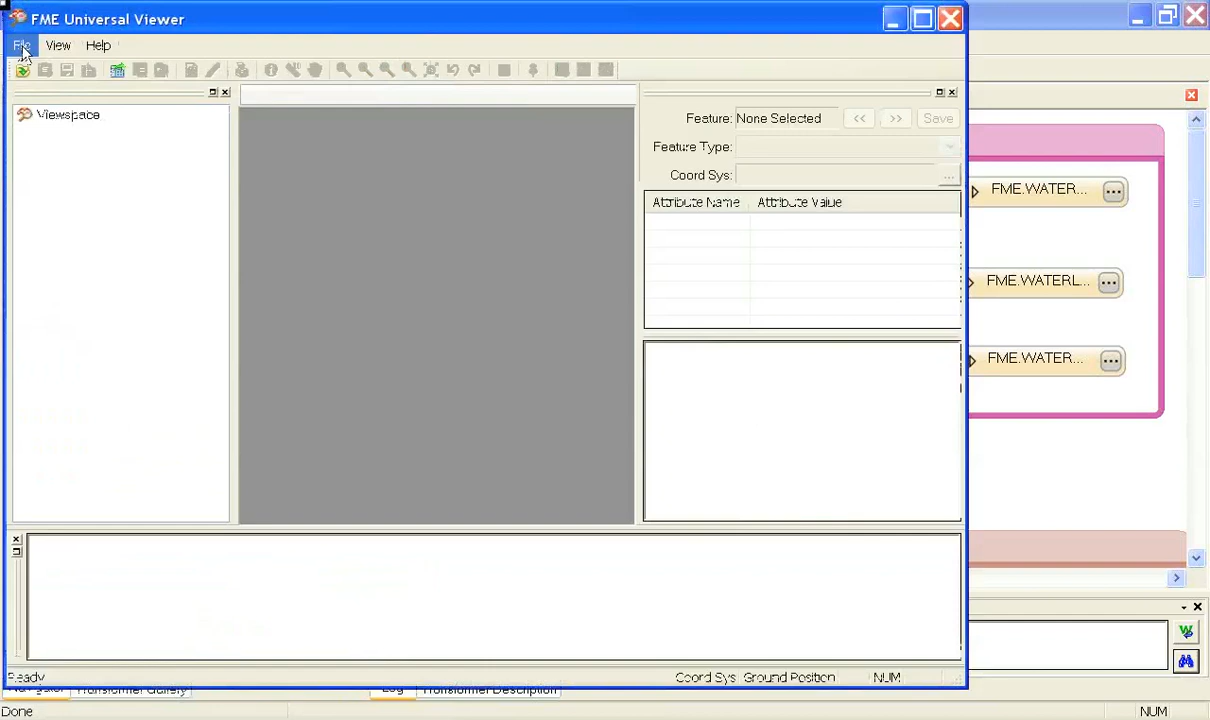 FME Universal Viewer
File View Help
Viewspace
Feature: None Selected << >> Save
Feature Type:
Coord Sys: ...
Attribute Name Attribute Value
FME.WATER...
FME.WATERL...
FME.WATER...
Ready Coord Sys Ground Position NUM
Navigator Transformer Gallery Log Transformer Description
Done NUM